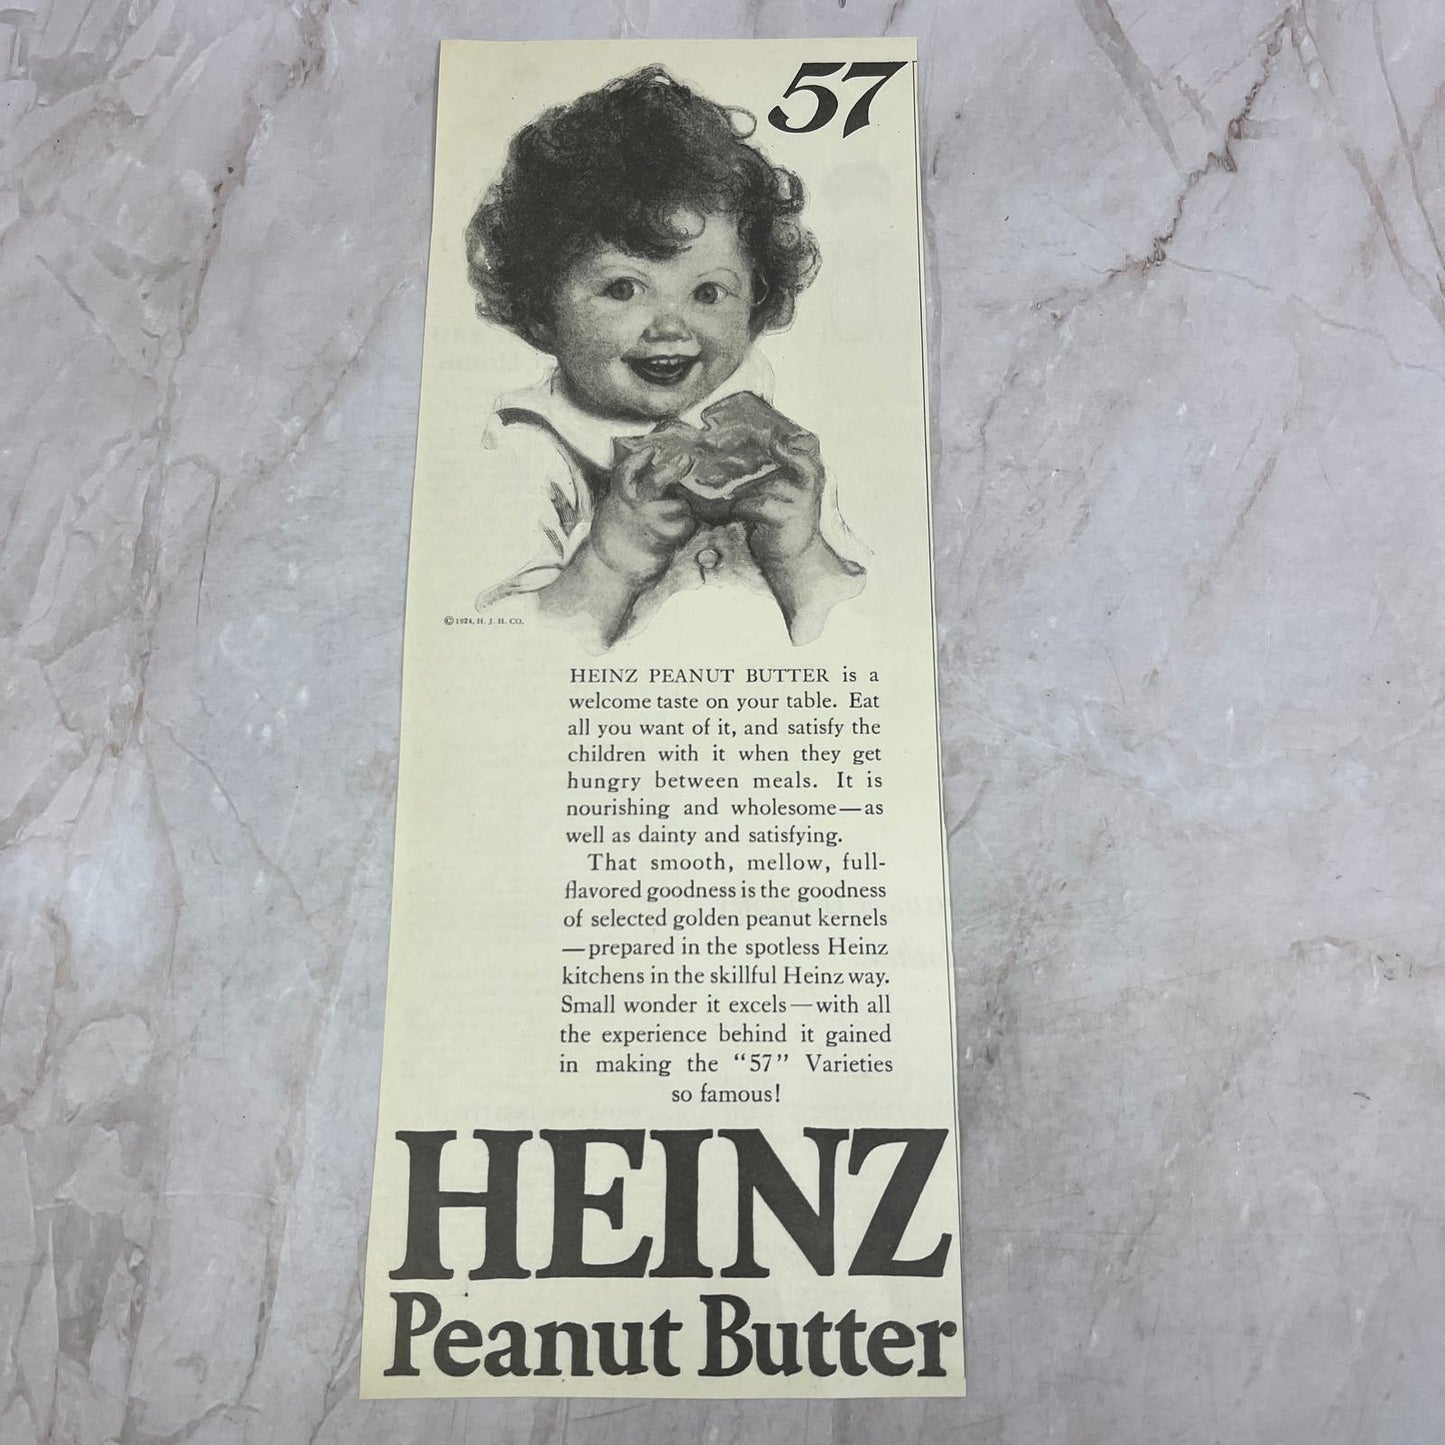 57
© 1924, H. J. H. CO.
HEINZ PEANUT BUTTER is a
welcome taste on your table. Eat
all you want of it, and satisfy the
children with it when they get
hungry between meals. It is
nourishing and wholesome—as
well as dainty and satisfying.
That smooth, mellow, full-
flavored goodness is the goodness
of selected golden peanut kernels
—prepared in the spotless Heinz
kitchens in the skillful Heinz way.
Small wonder it excels—with all
the experience behind it gained
in making the "57" Varieties
so famous!
HEINZ
Peanut Butter